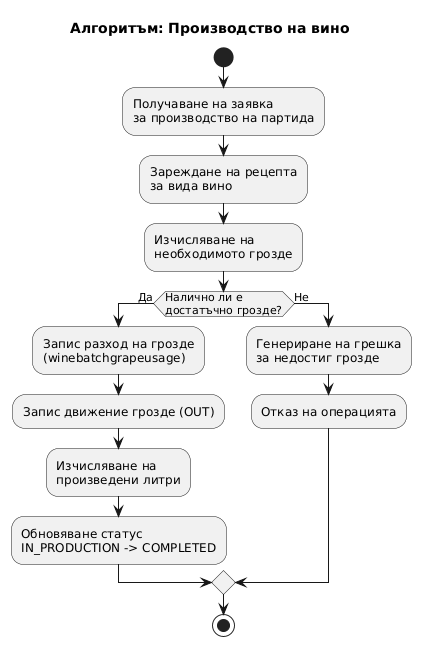 Алгоритъм: Производство на вино
Получаване на заявка
за производство на партида
Зареждане на рецепта
за вида вино
Изчисляване на
необходимото грозде
Налично ли е
достатъчно грозде?
Да
Не
Запис разход на грозде
(winebatchgrapeusage)
Запис движение грозде (OUT)
Изчисляване на
произведени литри
Обновяване статус
IN_PRODUCTION -> COMPLETED
Генериране на грешка
за недостиг грозде
Отказ на операцията